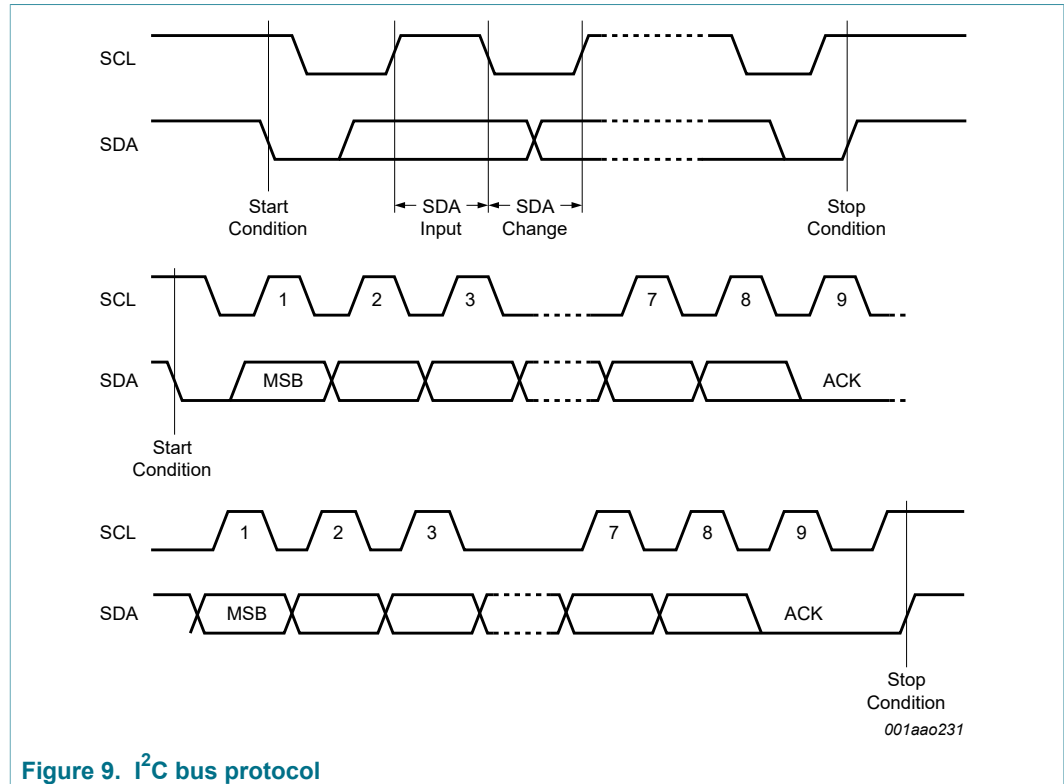 SCL
SDA
Start
Condition
SDA
Input
SDA
Change
Stop
Condition
SCL
1 2 3 7 8 9
SDA
MSB
ACK
Start
Condition
SCL
1 2 3 7 8 9
SDA
MSB
ACK
Stop
Condition
001aao231
Figure 9. I²C bus protocol